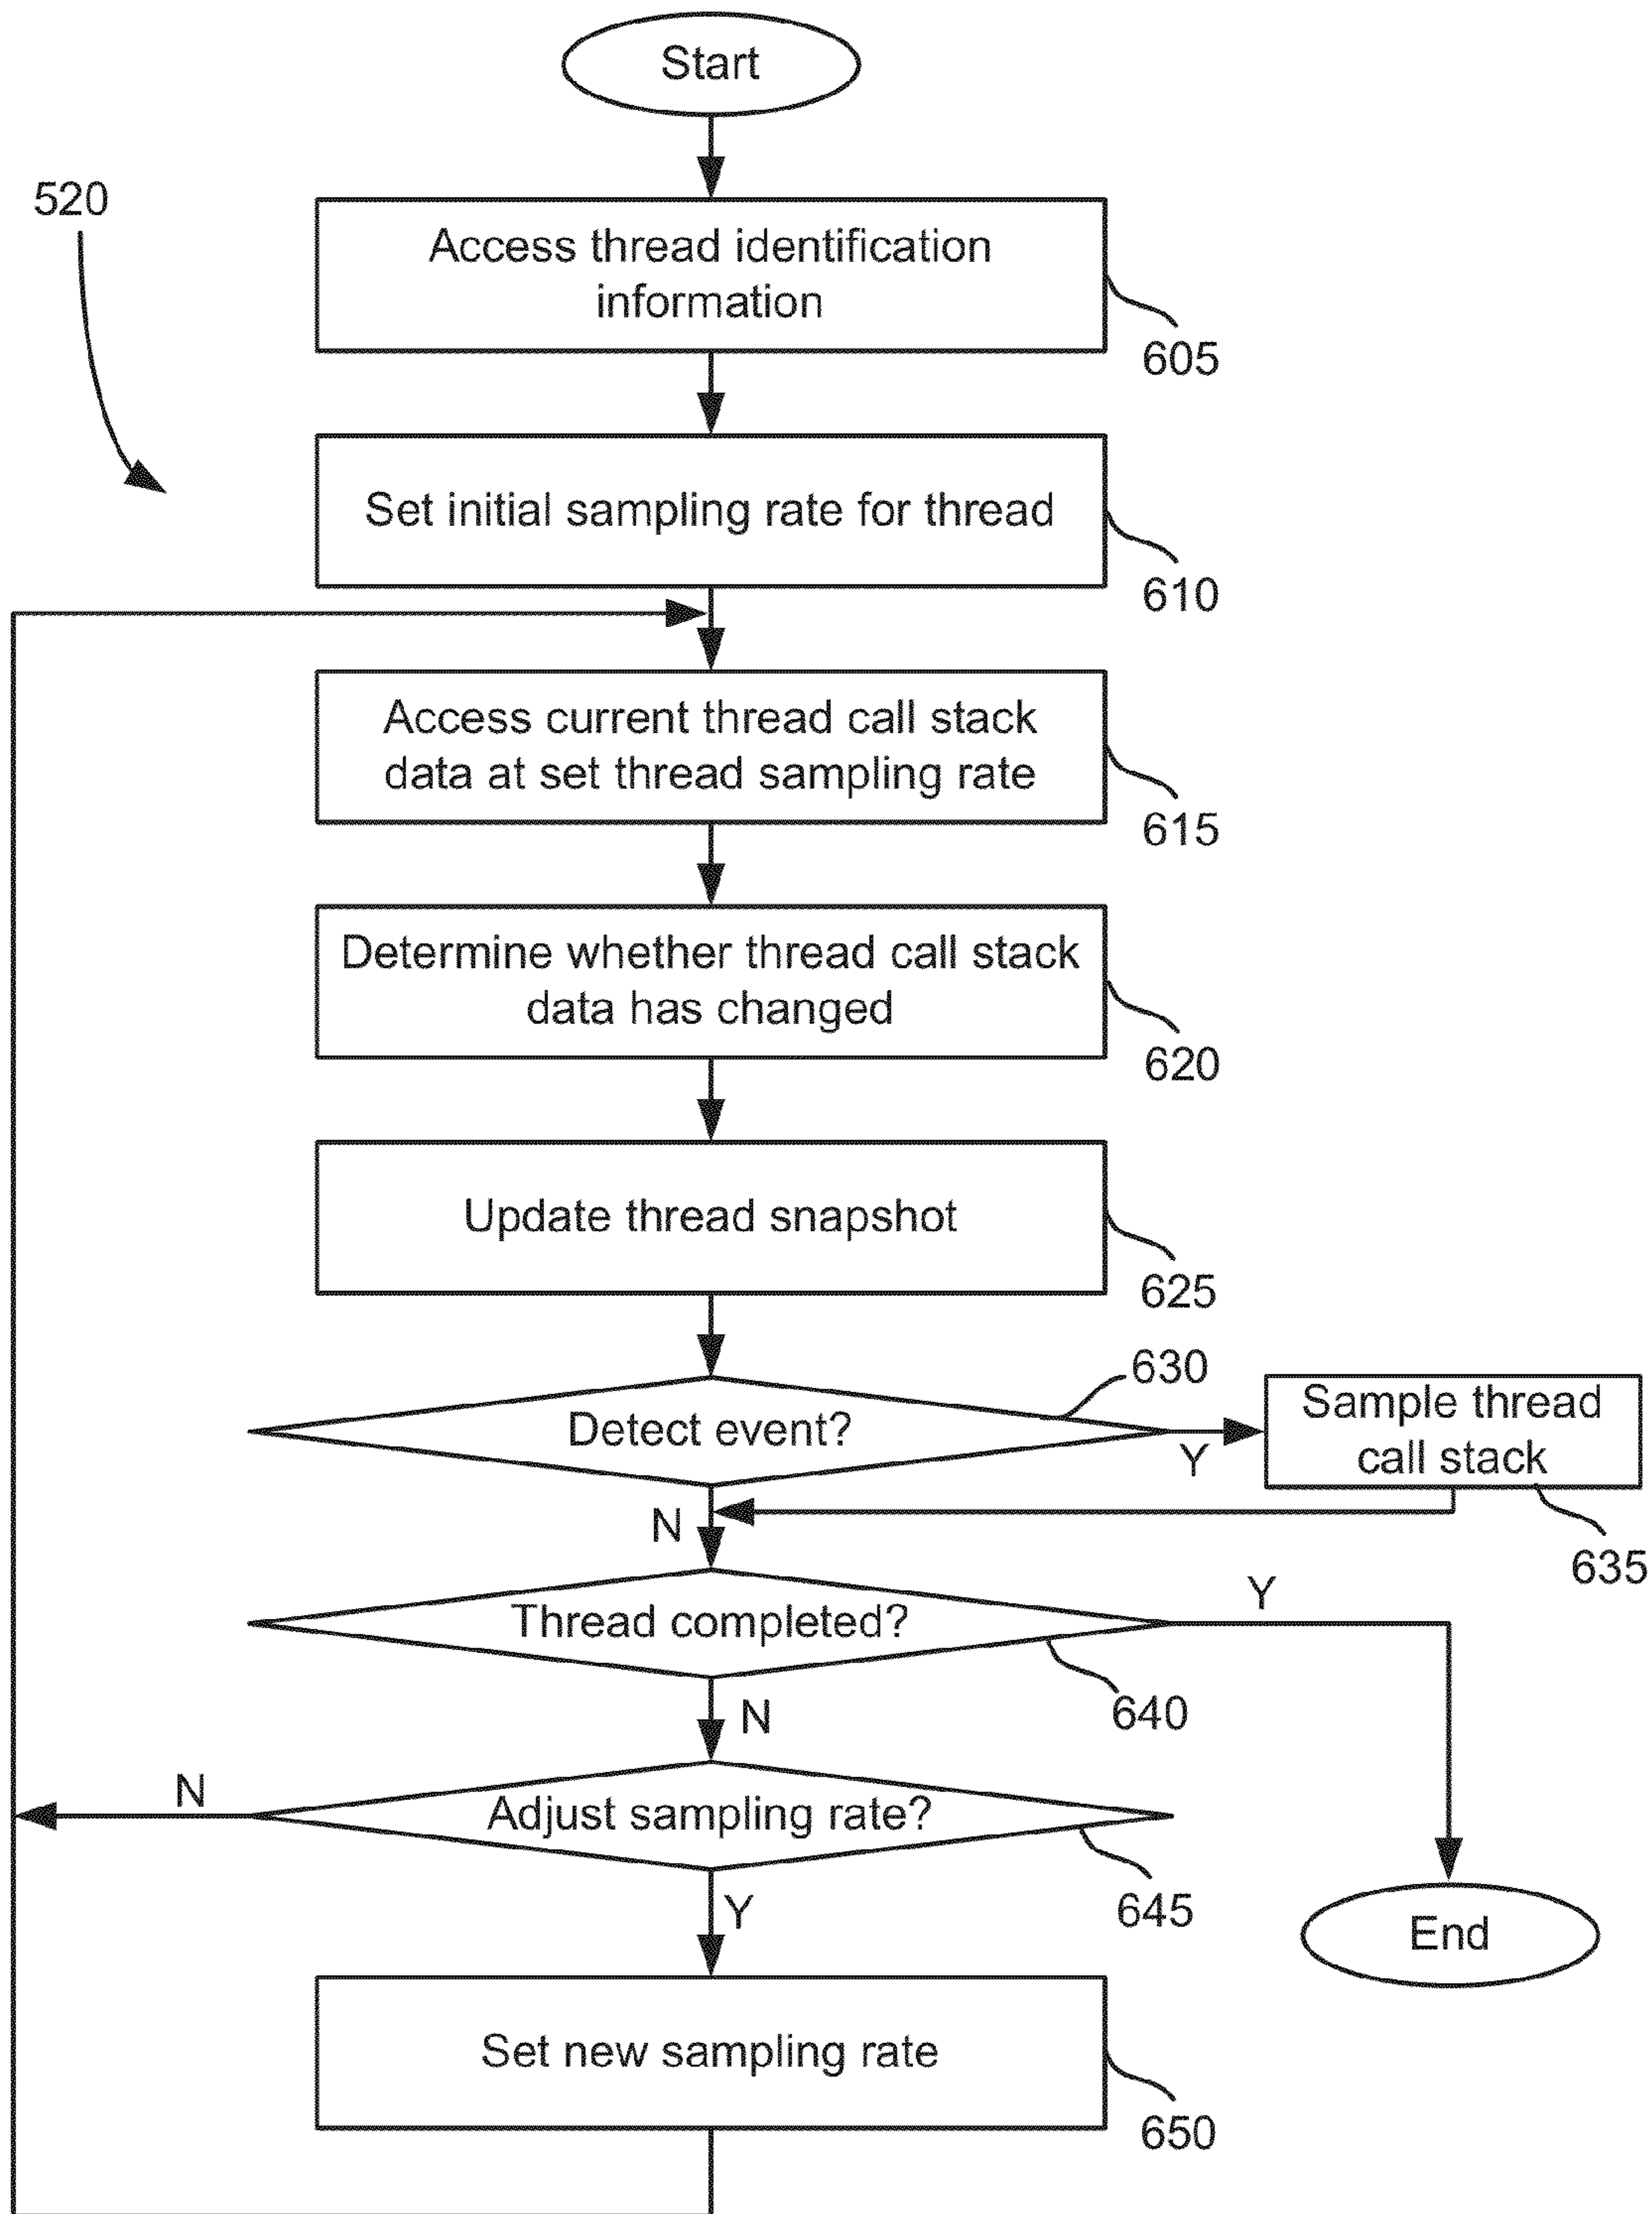 Start
520
Access thread identification
information
605
Set initial sampling rate for thread
610
Access current thread call stack
data at set thread sampling rate
615
Determine whether thread call stack
data has changed
620
Update thread snapshot
625
630
Detect event?
Y
Sample thread
call stack
N
635
Thread completed?
Y
640
N
Adjust sampling rate?
N
645
Y
End
Set new sampling rate
650